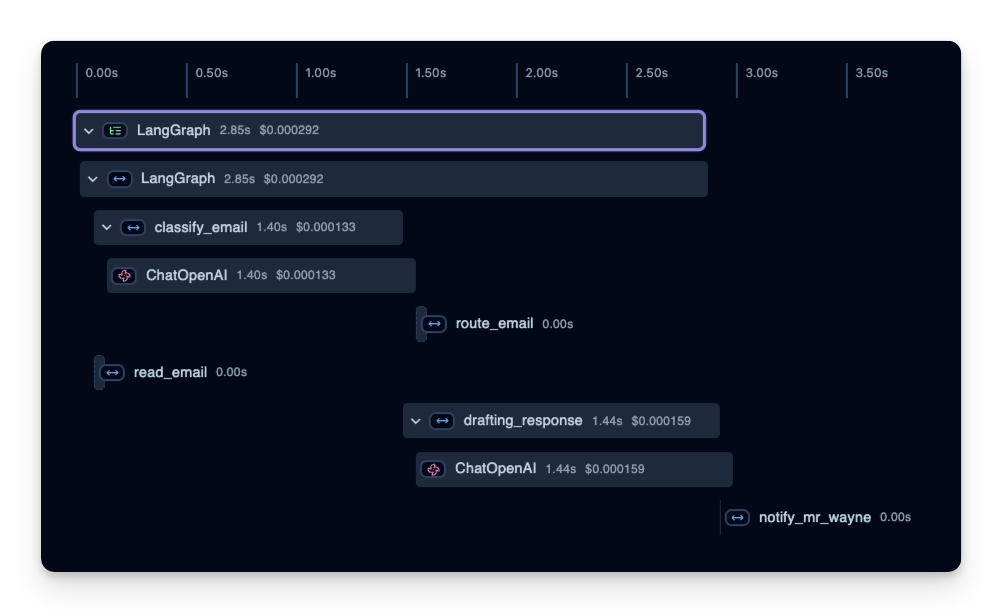 0.00s 0.50s 1.00s 1.50s 2.00s 2.50s 3.00s 3.50s
LangGraph 2.85s $0.000292
LangGraph 2.85s $0.000292
classify_email 1.40s $0.000133
ChatOpenAI 1.40s $0.000133
route_email 0.00s
read_email 0.00s
drafting_response 1.44s $0.000159
ChatOpenAI 1.44s $0.000159
notify_mr_wayne 0.00s